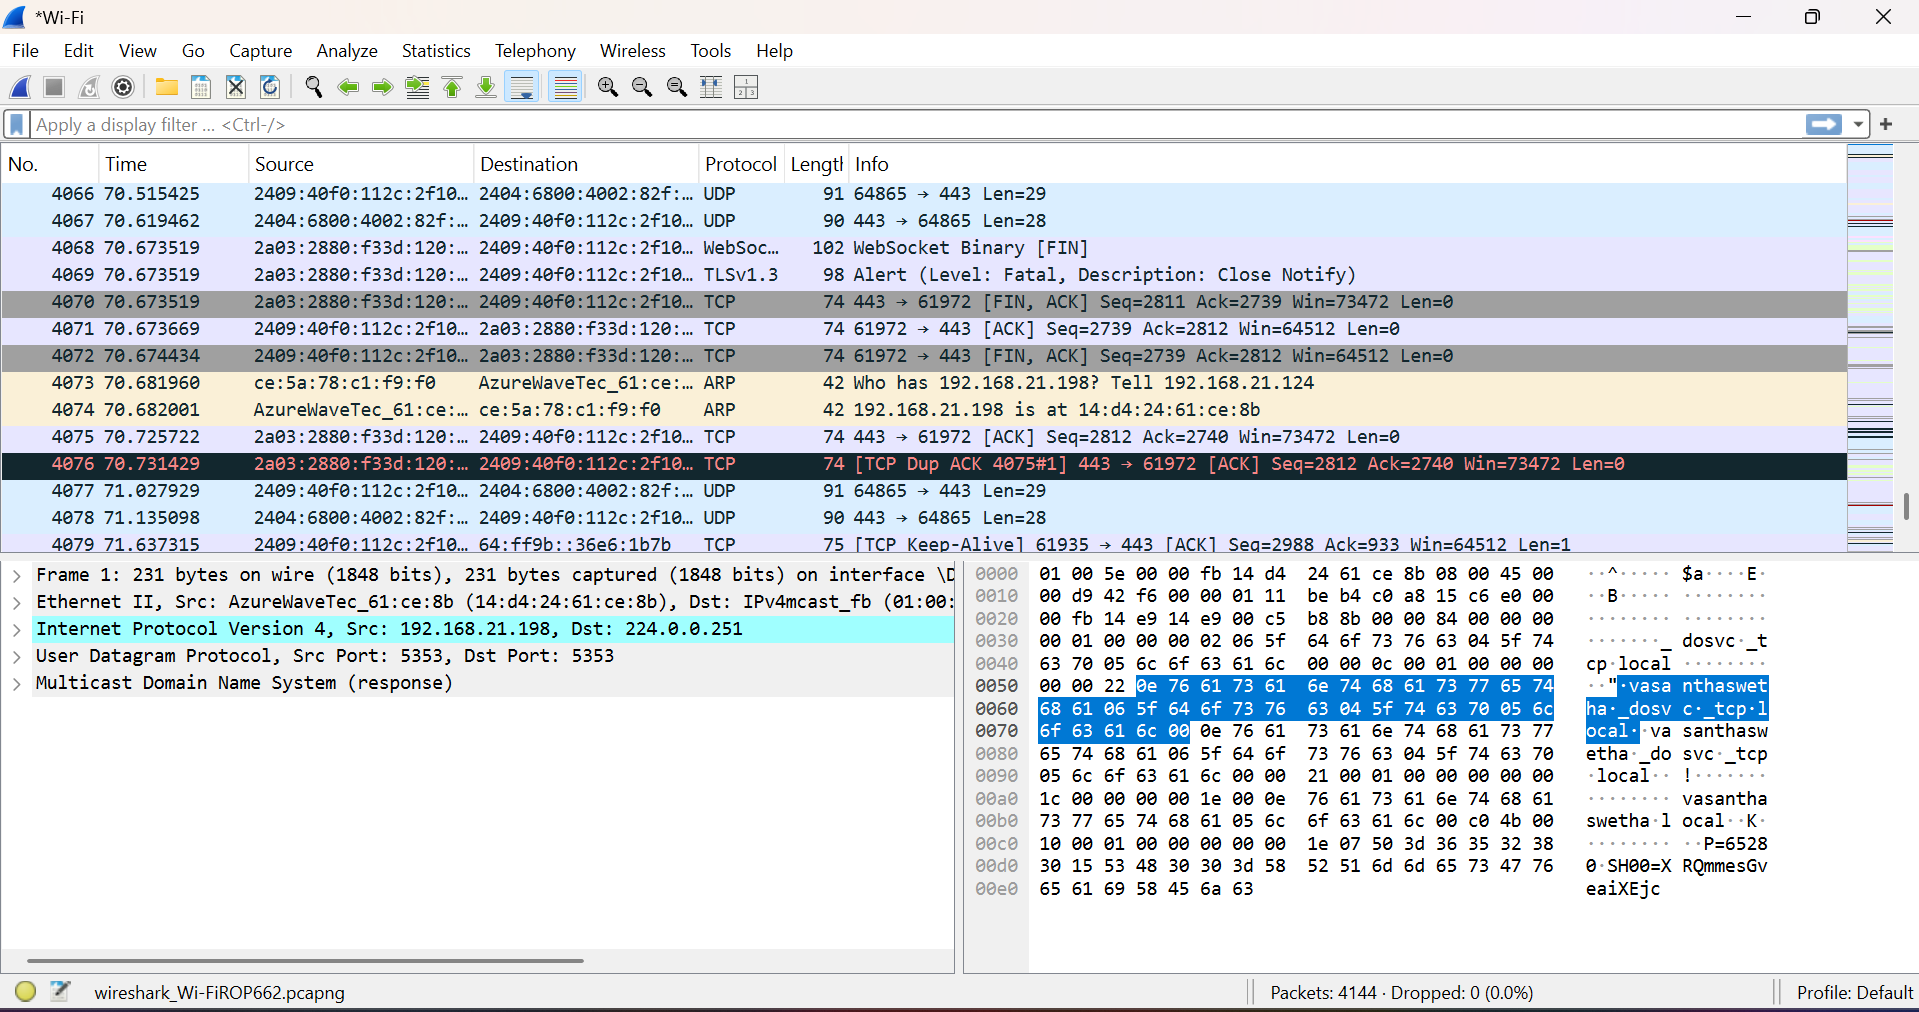 *Wi-Fi
File Edit View Go Capture Analyze Statistics Telephony Wireless Tools Help
Apply a display filter ... <Ctrl-/>
No. Time Source Destination Protocol Length Info
4066 70.515425 2409:40f0:112c:2f10… 2404:6800:4002:82f:… UDP 91 64865 → 443 Len=29
4067 70.619462 2404:6800:4002:82f:… 2409:40f0:112c:2f10… UDP 90 443 → 64865 Len=28
4068 70.673519 2a03:2880:f33d:120:… 2409:40f0:112c:2f10… WebSoc… 102 WebSocket Binary [FIN]
4069 70.673519 2a03:2880:f33d:120:… 2409:40f0:112c:2f10… TLSv1.3 98 Alert (Level: Fatal, Description: Close Notify)
4070 70.673519 2a03:2880:f33d:120:… 2409:40f0:112c:2f10… TCP 74 443 → 61972 [FIN, ACK] Seq=2811 Ack=2739 Win=73472 Len=0
4071 70.673669 2409:40f0:112c:2f10… 2a03:2880:f33d:120:… TCP 74 61972 → 443 [ACK] Seq=2739 Ack=2812 Win=64512 Len=0
4072 70.674434 2409:40f0:112c:2f10… 2a03:2880:f33d:120:… TCP 74 61972 → 443 [FIN, ACK] Seq=2739 Ack=2812 Win=64512 Len=0
4073 70.681960 ce:5a:78:c1:f9:f0 AzureWaveTec_61:ce:… ARP 42 Who has 192.168.21.198? Tell 192.168.21.124
4074 70.682001 AzureWaveTec_61:ce:… ce:5a:78:c1:f9:f0 ARP 42 192.168.21.198 is at 14:d4:24:61:ce:8b
4075 70.725722 2a03:2880:f33d:120:… 2409:40f0:112c:2f10… TCP 74 443 → 61972 [ACK] Seq=2812 Ack=2740 Win=73472 Len=0
4076 70.731429 2a03:2880:f33d:120:… 2409:40f0:112c:2f10… TCP 74 [TCP Dup ACK 4075#1] 443 → 61972 [ACK] Seq=2812 Ack=2740 Win=73472 Len=0
4077 71.027929 2409:40f0:112c:2f10… 2404:6800:4002:82f:… UDP 91 64865 → 443 Len=29
4078 71.135098 2404:6800:4002:82f:… 2409:40f0:112c:2f10… UDP 90 443 → 64865 Len=28
4079 71.637315 2409:40f0:112c:2f10… 64:ff9b::36e6:1b7b TCP 75 [TCP Keep-Alive] 61935 → 443 [ACK] Seq=2988 Ack=933 Win=64512 Len=1
Frame 1: 231 bytes on wire (1848 bits), 231 bytes captured (1848 bits) on interface \D
Ethernet II, Src: AzureWaveTec_61:ce:8b (14:d4:24:61:ce:8b), Dst: IPv4mcast_fb (01:00:
Internet Protocol Version 4, Src: 192.168.21.198, Dst: 224.0.0.251
User Datagram Protocol, Src Port: 5353, Dst Port: 5353
Multicast Domain Name System (response)
0000 01 00 5e 00 00 fb 14 d4 24 61 ce 8b 08 00 45 00 ··^····· $a····E·
0010 00 d9 42 f6 00 00 01 11 be b4 c0 a8 15 c6 e0 00 ··B····· ········
0020 00 fb 14 e9 14 e9 00 c5 b8 8b 00 00 84 00 00 00 ········ ········
0030 00 01 00 00 00 02 06 5f 64 6f 73 76 63 04 5f 74 ·······_ dosvc·_t
0040 63 70 05 6c 6f 63 61 6c 00 00 0c 00 01 00 00 00 cp·local ········
0050 00 00 22 0e 76 61 73 61 6e 74 68 61 73 77 65 74 ··"·vasa nthaswet
0060 68 61 06 5f 64 6f 73 76 63 04 5f 74 63 70 05 6c ha·_dosv c·_tcp·l
0070 6f 63 61 6c 00 0e 76 61 73 61 6e 74 68 61 73 77 ocal··va santhasw
0080 65 74 68 61 06 5f 64 6f 73 76 63 04 5f 74 63 70 etha·_do svc·_tcp
0090 05 6c 6f 63 61 6c 00 00 21 00 01 00 00 00 00 00 ·local·· !·······
00a0 1c 00 00 00 00 1e 00 0e 76 61 73 61 6e 74 68 61 ········ vasantha
00b0 73 77 65 74 68 61 05 6c 6f 63 61 6c 00 c0 4b 00 swetha·l ocal··K·
00c0 10 00 01 00 00 00 00 00 1e 07 50 3d 36 35 32 38 ········ ··P=6528
00d0 30 15 53 48 30 30 3d 58 52 51 6d 6d 65 73 47 76 0·SH00=X RQmmesGv
00e0 65 61 69 58 45 6a 63 eaiXEjc
wireshark_Wi-FiROP662.pcapng Packets: 4144 · Dropped: 0 (0.0%) Profile: Default